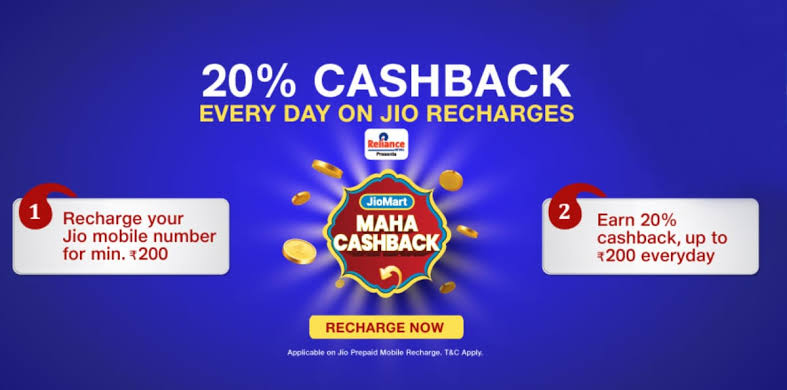 20% CASHBACK
EVERY DAY ON JIO RECHARGES
Reliance
Presents
1
Recharge your
Jio mobile number
for min. ₹200
JioMart
MAHA
CASHBACK
2
Earn 20%
cashback, up to
₹200 everyday
RECHARGE NOW
Applicable on Jio Prepaid Mobile Recharge. T&C Apply.